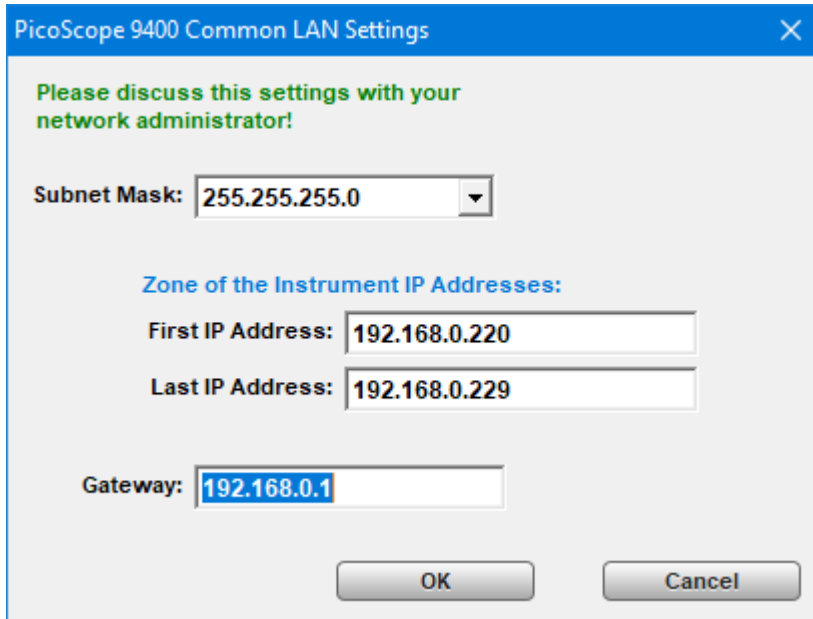 PicoScope 9400 Common LAN Settings
Please discuss this settings with your
network administrator!
Subnet Mask: 255.255.255.0
Zone of the Instrument IP Addresses:
First IP Address: 192.168.0.220
Last IP Address: 192.168.0.229
Gateway: 192.168.0.1
OK Cancel